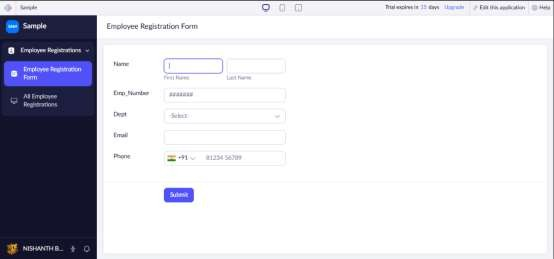 Sample
Trial expires in 15 days
Upgrade
Edit this application
Help
Sample
Employee Registrations
Employee Registration
Form
All Employee
Registrations
NISHANTH B...
Employee Registration Form
Name
First Name
Last Name
Emp_Number
#######
Dept
-Select-
Email
Phone
+91
81234 56789
Submit